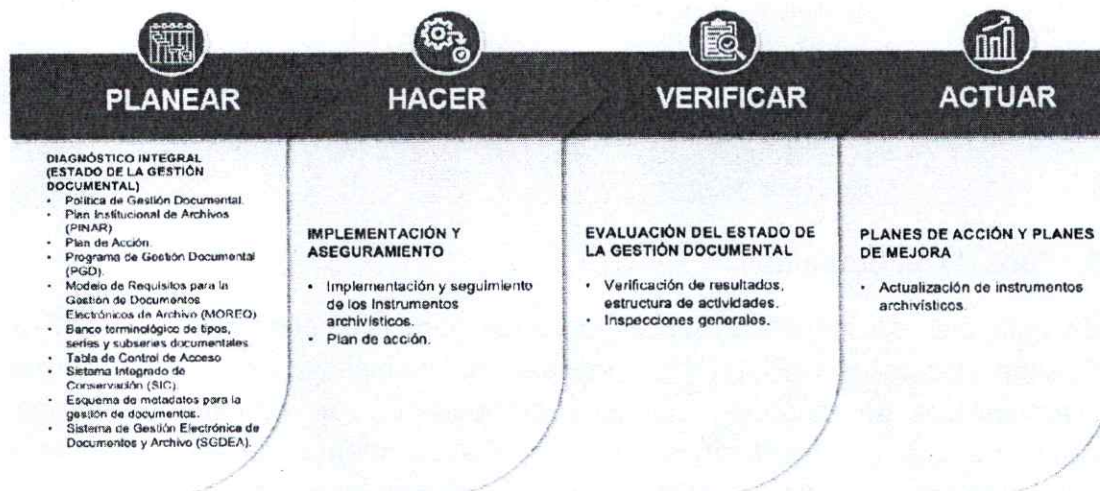 PLANEAR
HACER
VERIFICAR
ACTUAR
DIAGNÓSTICO INTEGRAL
(ESTADO DE LA GESTIÓN
DOCUMENTAL)
• Política de Gestión Documental.
• Plan Institucional de Archivos
(PINAR)
• Plan de Acción.
• Programa de Gestión Documental
(PGD).
• Modelo de Requisitos para la
Gestión de Documentos
Electrónicos de Archivo (MOREQ)
• Banco terminológico de tipos,
series y subseries documentales
• Tabla de Control de Acceso
• Sistema Integrado de
Conservación (SIC).
• Esquema de metadatos para la
gestión de documentos.
• Sistema de Gestión Electrónica de
Documentos y Archivo (SGDEA).
IMPLEMENTACIÓN Y
ASEGURAMIENTO
• Implementación y seguimiento
de los Instrumentos
archivísticos.
• Plan de acción.
EVALUACIÓN DEL ESTADO DE
LA GESTIÓN DOCUMENTAL
• Verificación de resultados,
estructura de actividades.
• Inspecciones generales.
PLANES DE ACCIÓN Y PLANES
DE MEJORA
• Actualización de instrumentos
archivísticos.